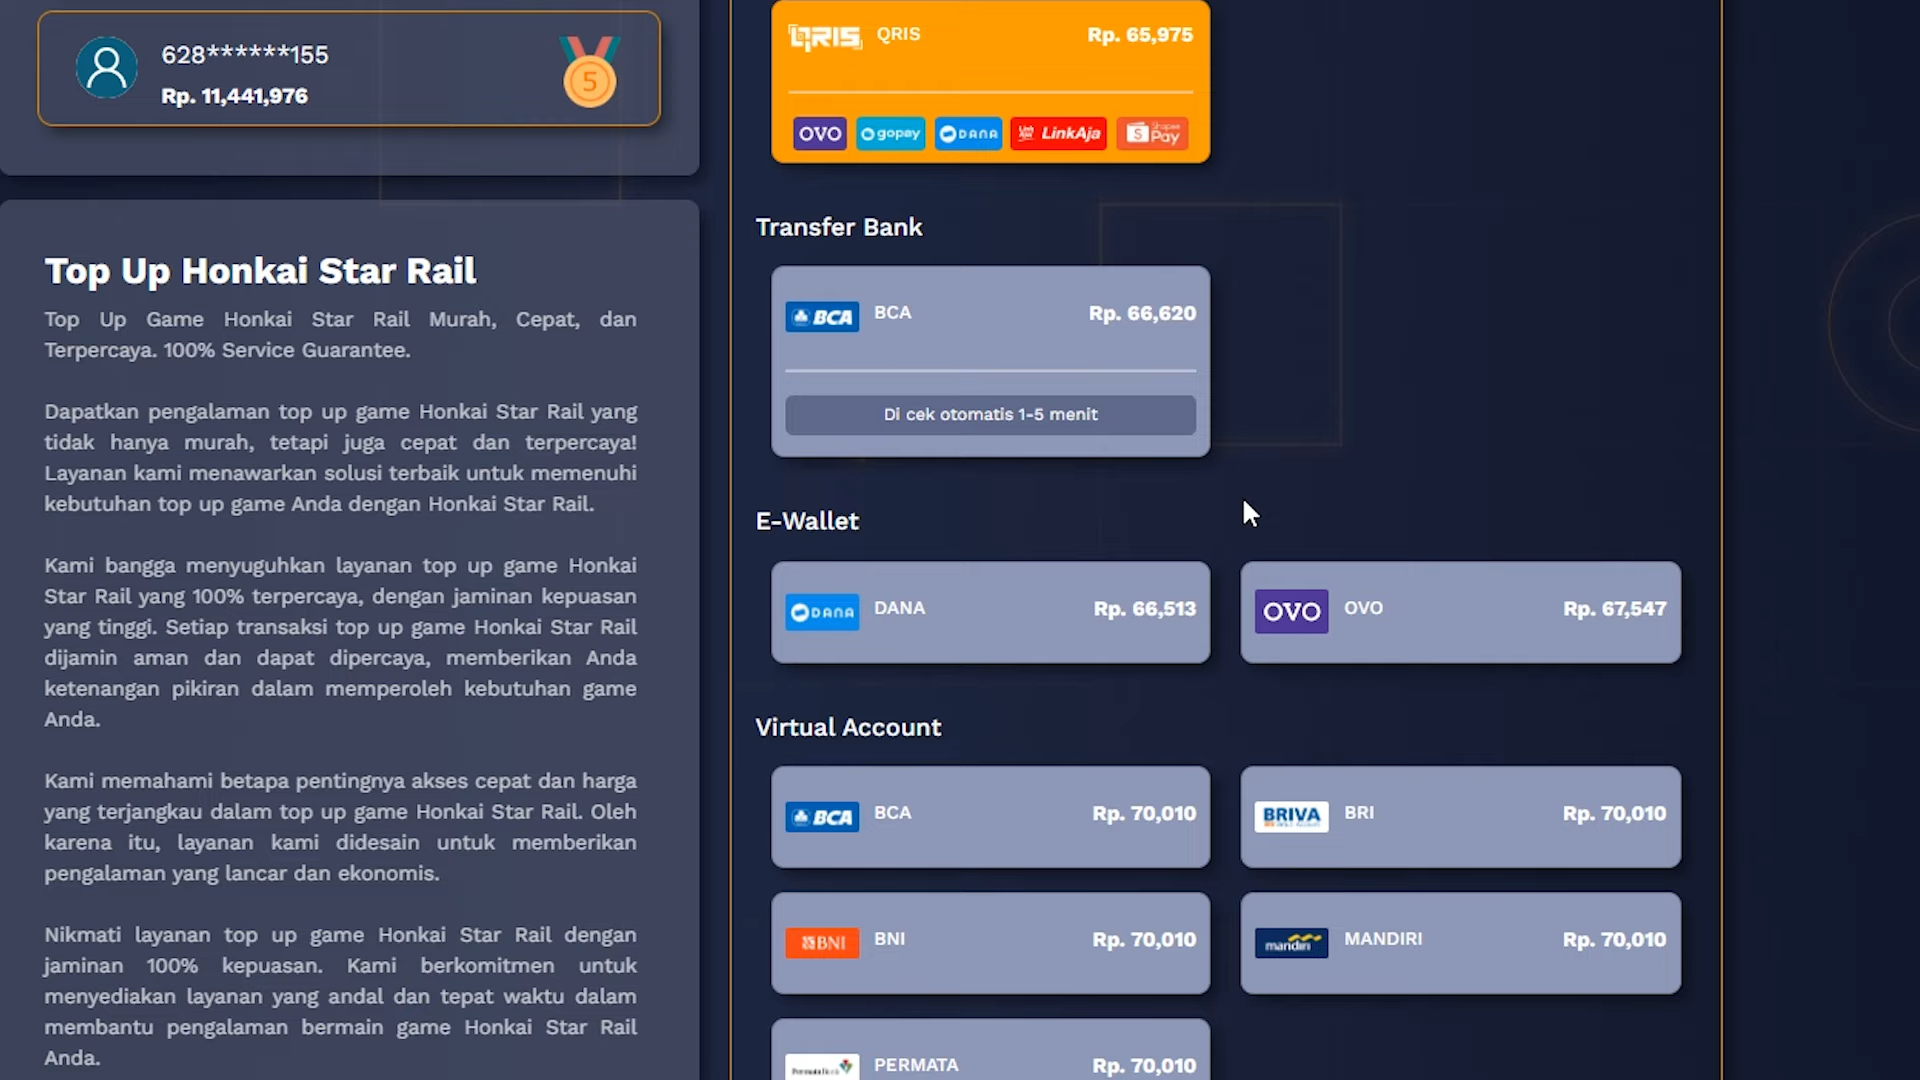 628******155
Rp. 11,441,976
5
Top Up Honkai Star Rail
Top Up Game Honkai Star Rail Murah, Cepat, dan
Terpercaya. 100% Service Guarantee.
Dapatkan pengalaman top up game Honkai Star Rail yang
tidak hanya murah, tetapi juga cepat dan terpercaya!
Layanan kami menawarkan solusi terbaik untuk memenuhi
kebutuhan top up game Anda dengan Honkai Star Rail.
Kami bangga menyuguhkan layanan top up game Honkai
Star Rail yang 100% terpercaya, dengan jaminan kepuasan
yang tinggi. Setiap transaksi top up game Honkai Star Rail
dijamin aman dan dapat dipercaya, memberikan Anda
ketenangan pikiran dalam memperoleh kebutuhan game
Anda.
Kami memahami betapa pentingnya akses cepat dan harga
yang terjangkau dalam top up game Honkai Star Rail. Oleh
karena itu, layanan kami didesain untuk memberikan
pengalaman yang lancar dan ekonomis.
Nikmati layanan top up game Honkai Star Rail dengan
jaminan 100% kepuasan. Kami berkomitmen untuk
menyediakan layanan yang andal dan tepat waktu dalam
membantu pengalaman bermain game Honkai Star Rail
Anda.
QRIS QRIS Rp. 65,975
OVO gopay DANA LinkAja Shopee Pay
Transfer Bank
BCA BCA Rp. 66,620
Di cek otomatis 1-5 menit
E-Wallet
DANA DANA Rp. 66,513
OVO OVO Rp. 67,547
Virtual Account
BCA BCA Rp. 70,010
BRIVA BRI Rp. 70,010
BNI BNI Rp. 70,010
mandiri MANDIRI Rp. 70,010
PermataBank PERMATA Rp. 70,010